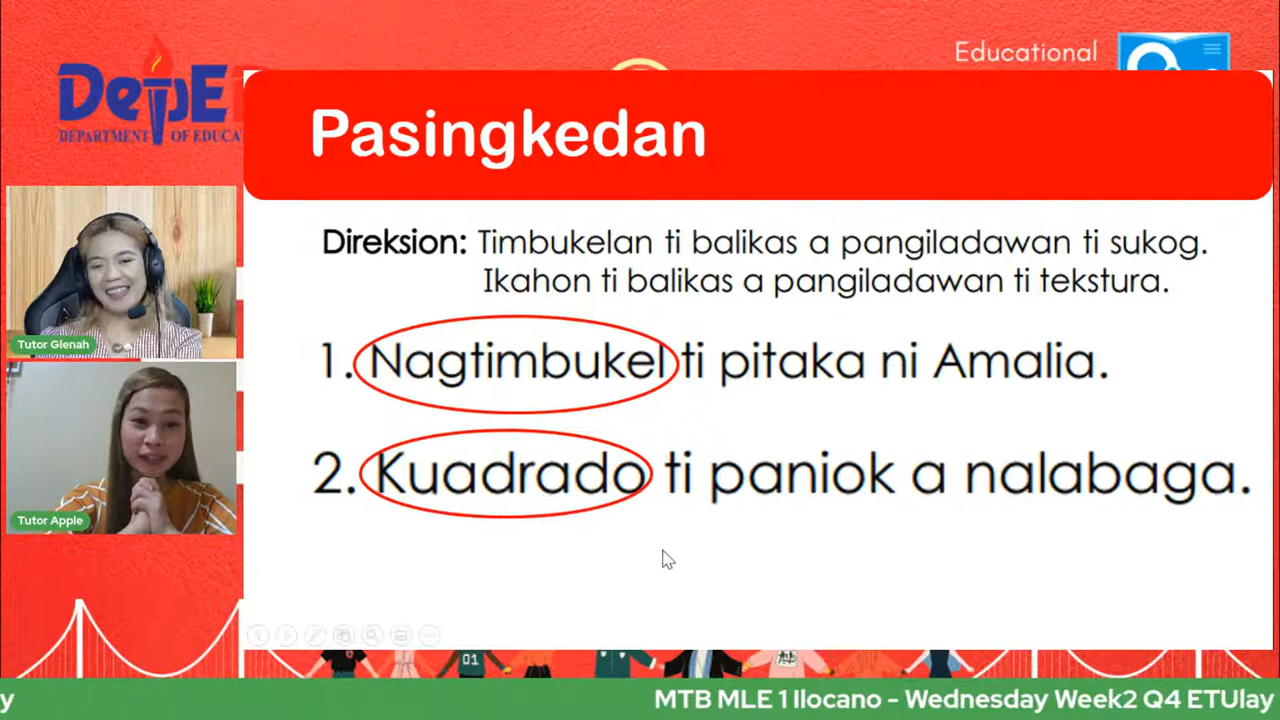 Educational
DepED
DEPARTMENT OF EDUCA
Pasingkedan
Direksion: Timbukelan ti balikas a pangiladawan ti sukog.
Ikahon ti balikas a pangiladawan ti tekstura.
1. Nagtimbukel ti pitaka ni Amalia.
2. Kuadrado ti paniok a nalabaga.
Tutor Glenah
Tutor Apple
01
y
MTB MLE 1 Ilocano - Wednesday Week2 Q4 ETUlay